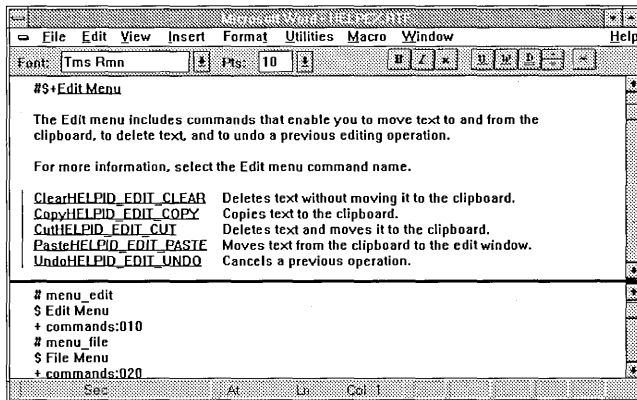 Microsoft Word - HELPEX.RTF
File Edit View Insert Format Utilities Macro Window Help
Font: Tms Rmn Pts: 10 B I K U W D
#$+Edit Menu
The Edit menu includes commands that enable you to move text to and from the
clipboard, to delete text, and to undo a previous editing operation.
For more information, select the Edit menu command name.
ClearHELPID_EDIT_CLEAR Deletes text without moving it to the clipboard.
CopyHELPID_EDIT_COPY Copies text to the clipboard.
CutHELPID_EDIT_CUT Deletes text and moves it to the clipboard.
PasteHELPID_EDIT_PASTE Moves text from the clipboard to the edit window.
UndoHELPID_EDIT_UNDO Cancels a previous operation.
# menu_edit
$ Edit Menu
+ commands:010
# menu_file
$ File Menu
+ commands:020
Sec At Ln Col 1